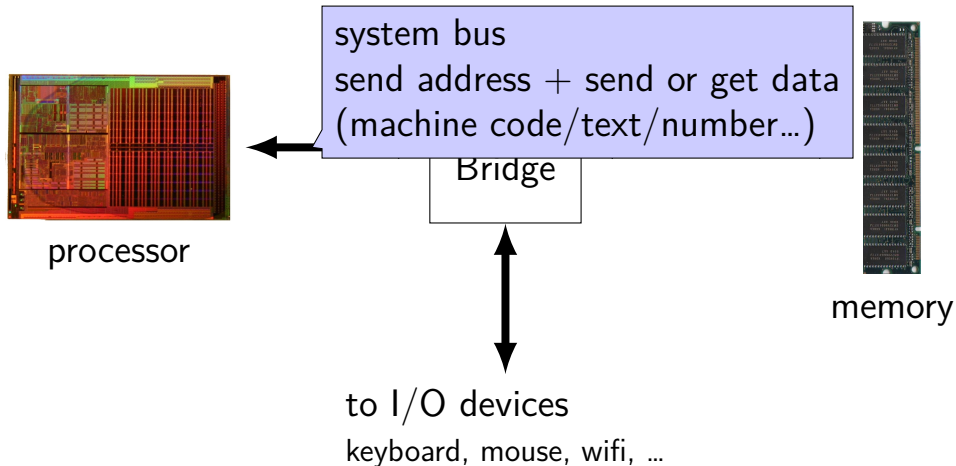 system bus
send address + send or get data
(machine code/text/number…)
Bridge
processor
memory
to I/O devices
keyboard, mouse, wifi, …